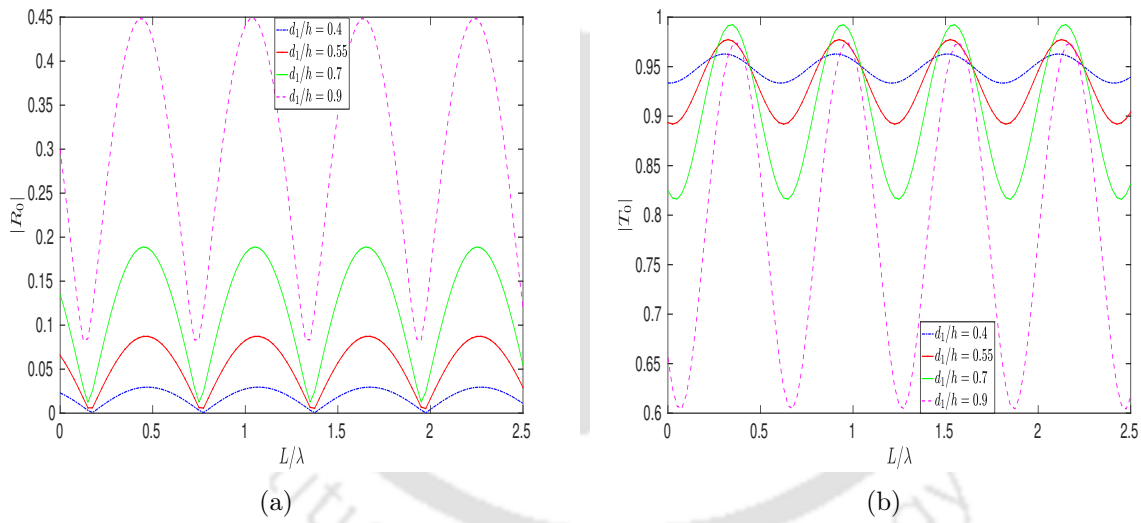 0.45
0.4
0.35
0.3
0.25
0.2
0.15
0.1
0.05
0
|R₀|
d₁/h = 0.4
d₁/h = 0.55
d₁/h = 0.7
d₁/h = 0.9
0 0.5 1 1.5 2 2.5
L/λ
(a)
1
0.95
0.9
0.85
0.8
0.75
0.7
0.65
0.6
|T₀|
d₁/h = 0.4
d₁/h = 0.55
d₁/h = 0.7
d₁/h = 0.9
0 0.5 1 1.5 2 2.5
L/λ
(b)